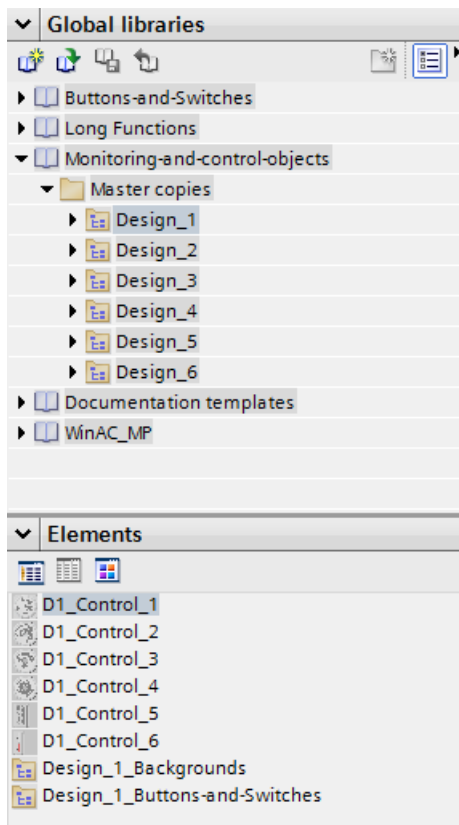 Global libraries
Buttons-and-Switches
Long Functions
Monitoring-and-control-objects
Master copies
Design_1
Design_2
Design_3
Design_4
Design_5
Design_6
Documentation templates
WinAC_MP
Elements
D1_Control_1
D1_Control_2
D1_Control_3
D1_Control_4
D1_Control_5
D1_Control_6
Design_1_Backgrounds
Design_1_Buttons-and-Switches